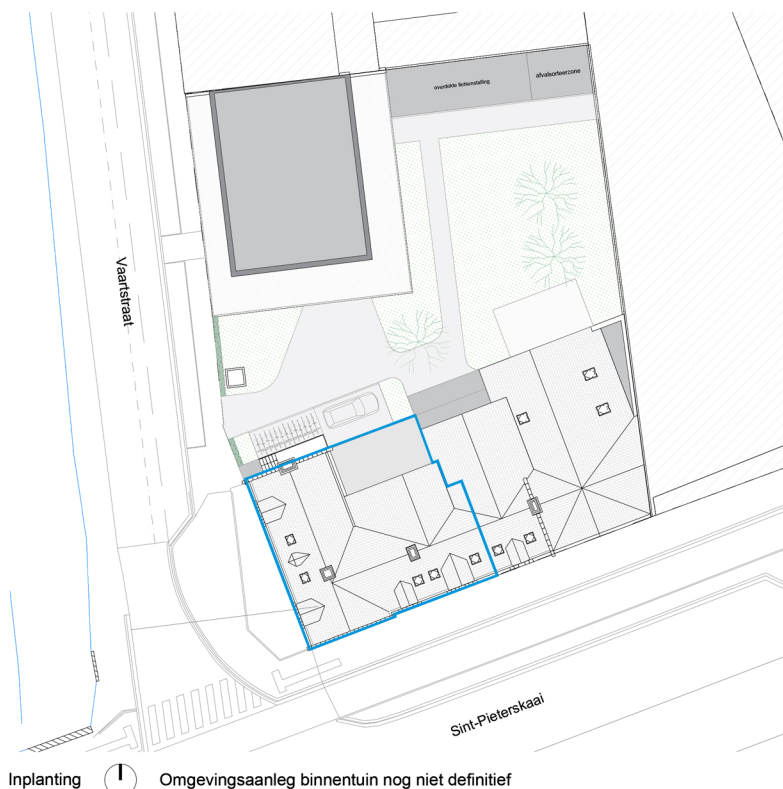 overdekte fietsenstalling
afvalsorteerzone
Vaartstraat
Sint-Pieterskaai
Inplanting
Omgevingsaanleg binnentuin nog niet definitief